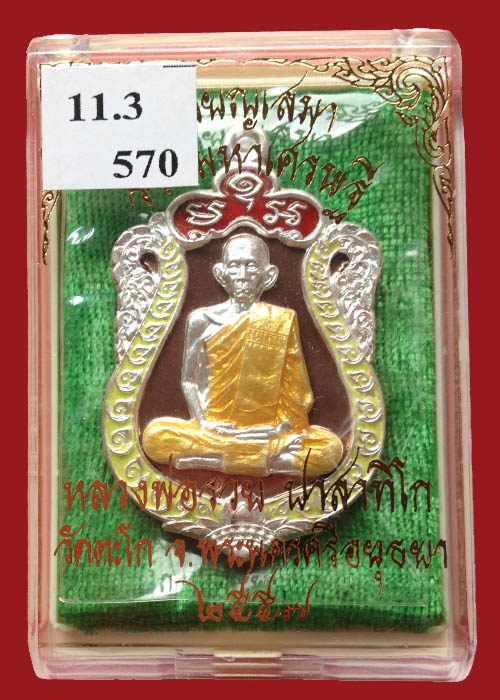 11.3
570
หลวงพ่อรวย ปาสาทิโก
วัดตะโก จ.พระนครศรีอยุธยา
๒๕๕๗